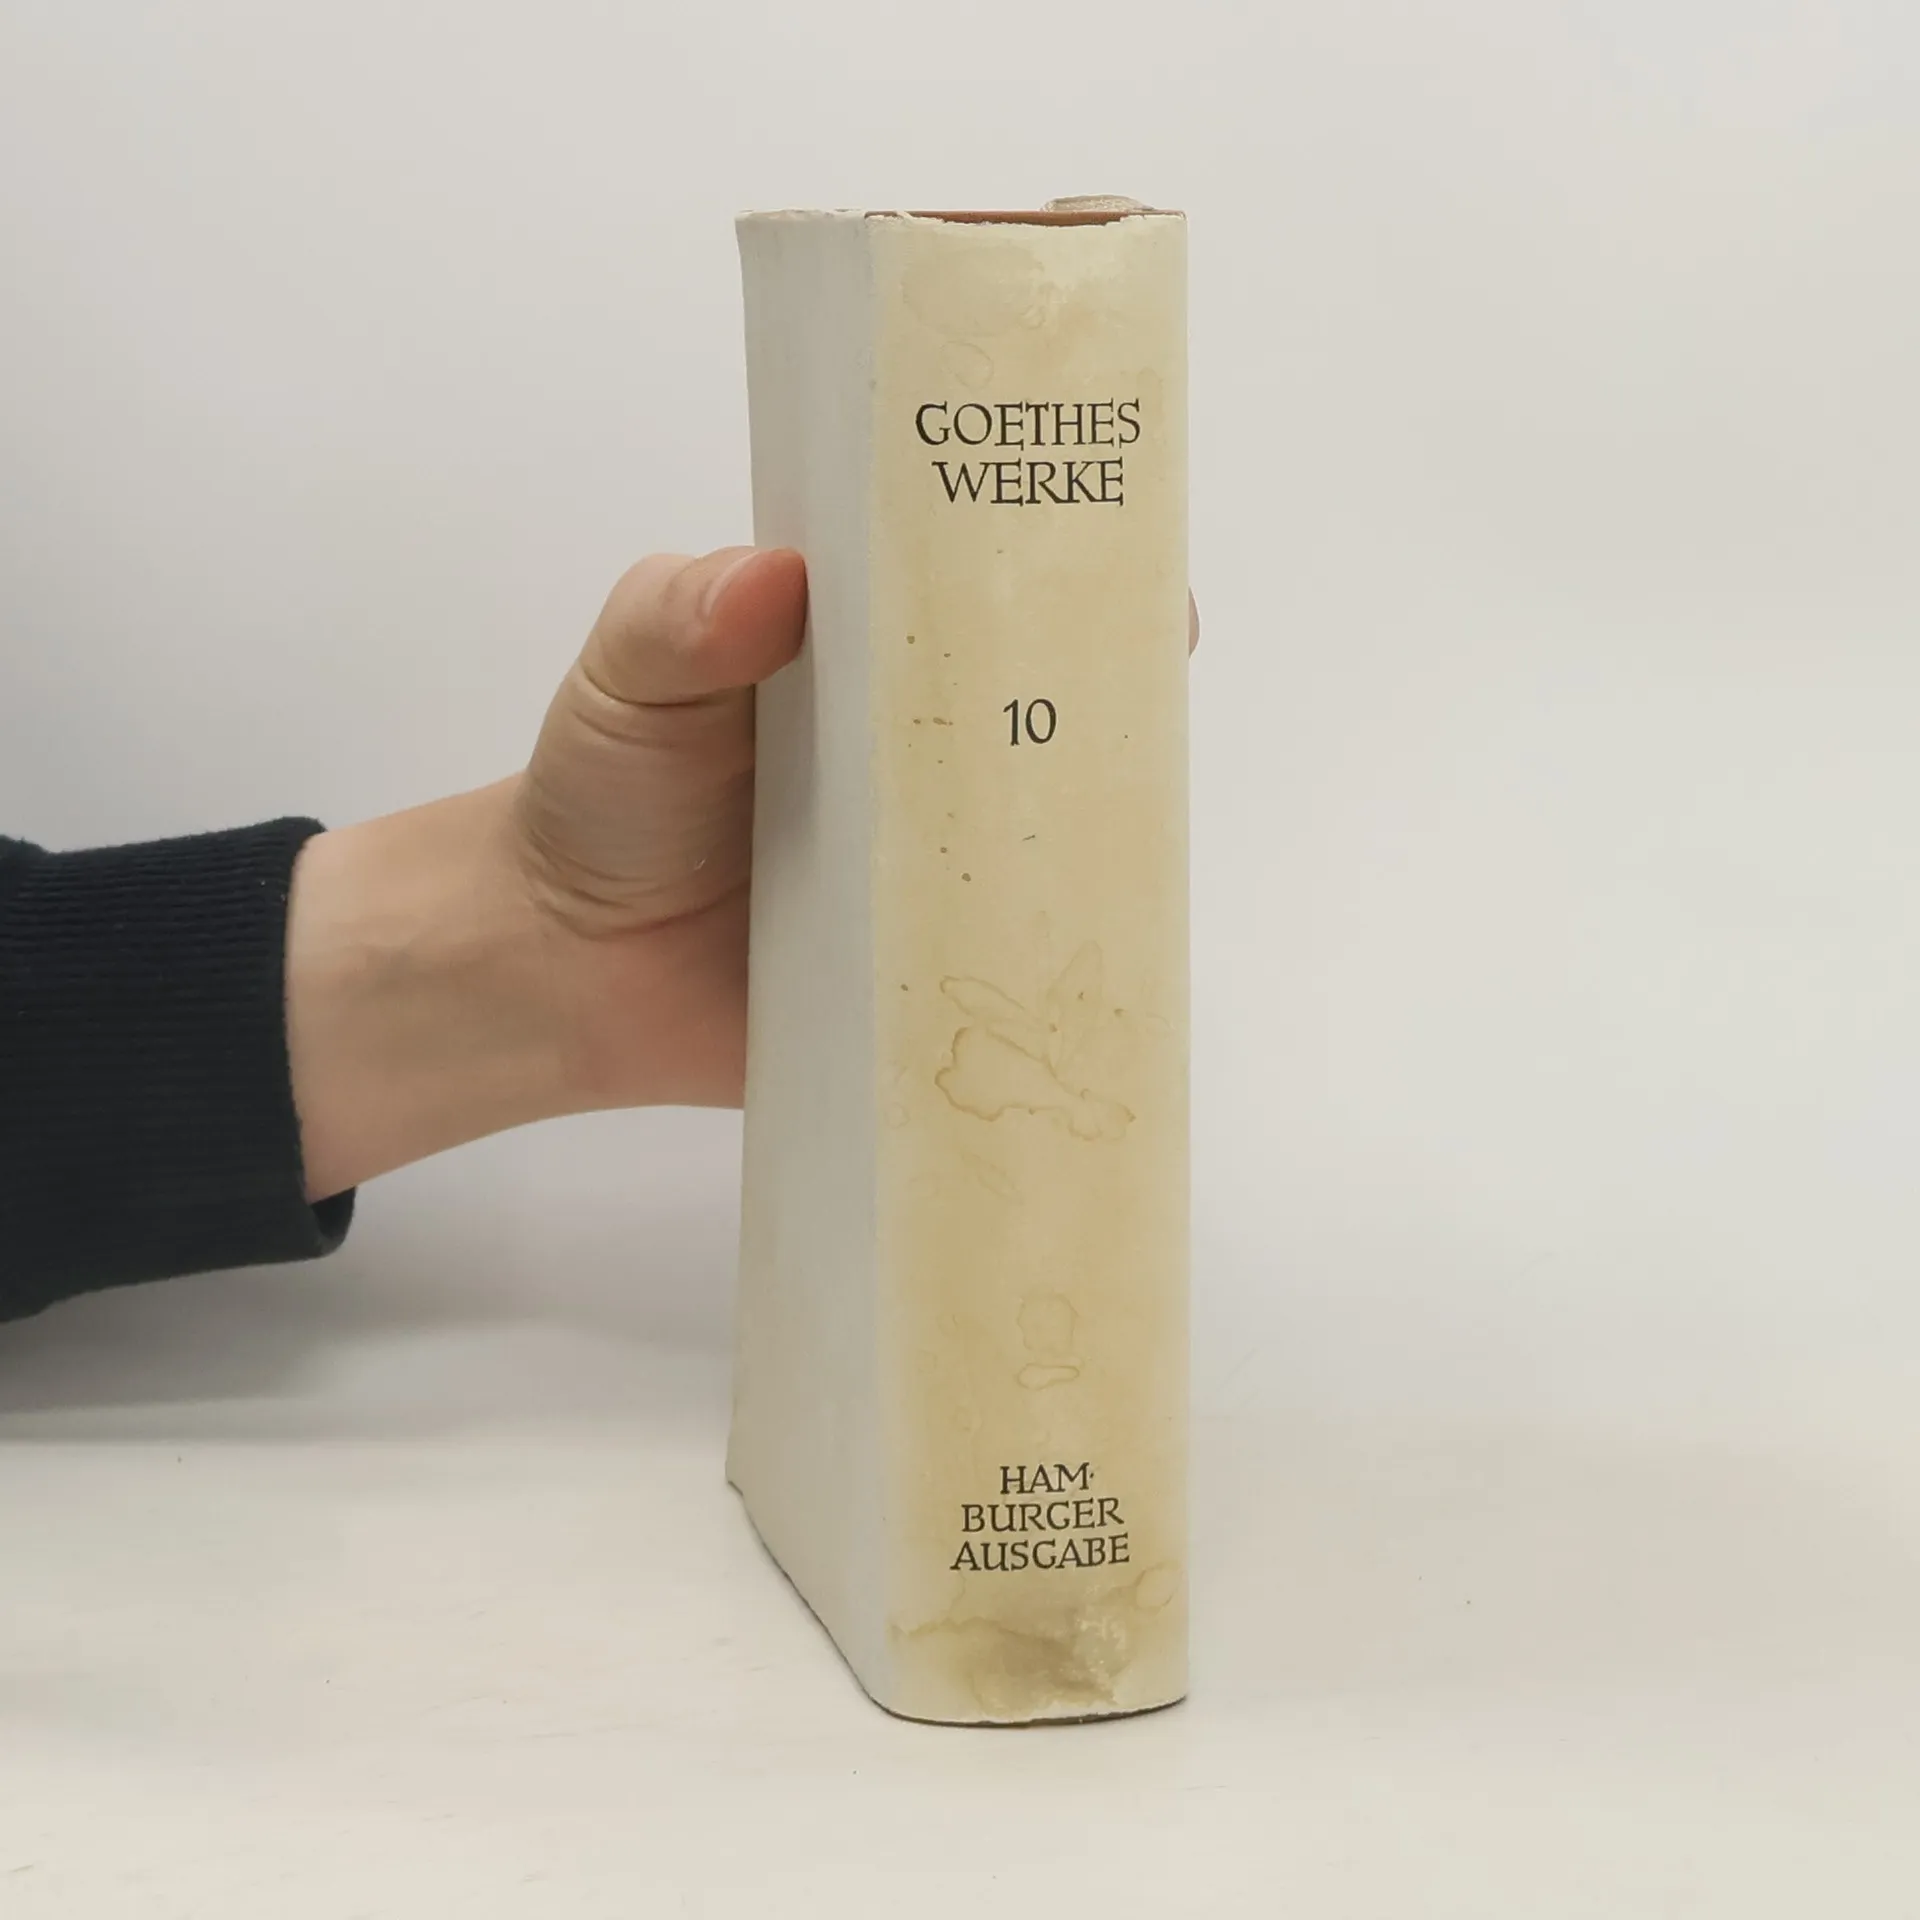 GOETHES
WERKE
10
HAM-
BURGER
AUSGABE